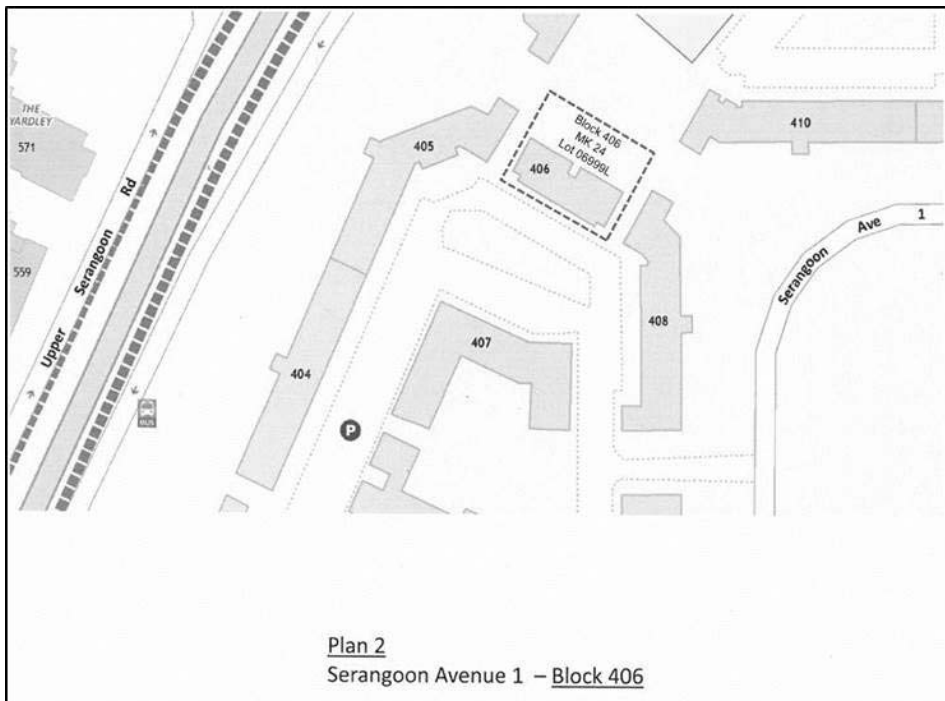 THE
YARDLEY
571
559
Upper Serangoon Rd
BUS
405
404
P
407
Block 406
MK 24
Lot 06999L
406
408
410
Serangoon Ave 1
Plan 2
Serangoon Avenue 1 – Block 406